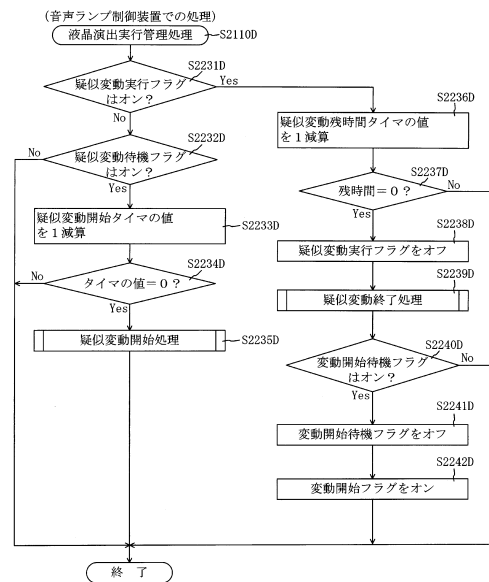 (音声ランプ制御装置での処理)
液晶演出実行管理処理
S2110D
S2231D
疑似変動実行フラグ
はオン?
Yes
No
S2232D
疑似変動待機フラグ
はオン?
No
Yes
疑似変動開始タイマの値
を1減算
S2233D
S2234D
タイマの値=0?
No
Yes
疑似変動開始処理
S2235D
S2236D
疑似変動残時間タイマの値
を1減算
S2237D
残時間=0?
No
Yes
S2238D
疑似変動実行フラグをオフ
S2239D
疑似変動終了処理
S2240D
変動開始待機フラグ
はオン?
No
Yes
S2241D
変動開始待機フラグをオフ
S2242D
変動開始フラグをオン
終 了